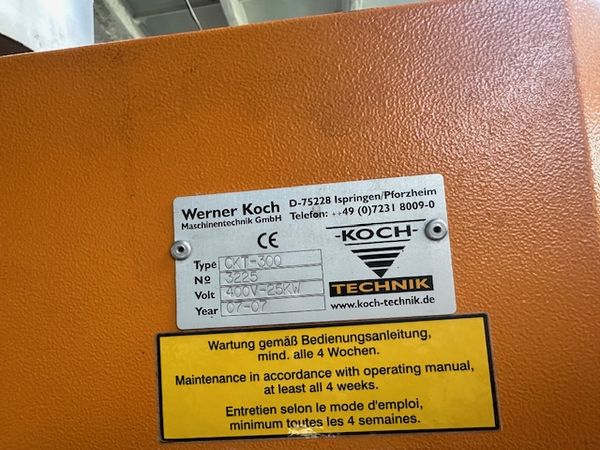 Werner Koch
Maschinentechnik GmbH
D-75228 Ispringen/Pforzheim
Telefon: ++49 (0)7231 8009-0
CE
Type CKT-300
No 3225
Volt 400V-25KW
Year 07-07
-KOCH-
TECHNIK
www.koch-technik.de
Wartung gemäß Bedienungsanleitung,
mind. alle 4 Wochen.
Maintenance in accordance with operating manual,
at least all 4 weeks.
Entretien selon le mode d'emploi,
minimum toutes les 4 semaines.